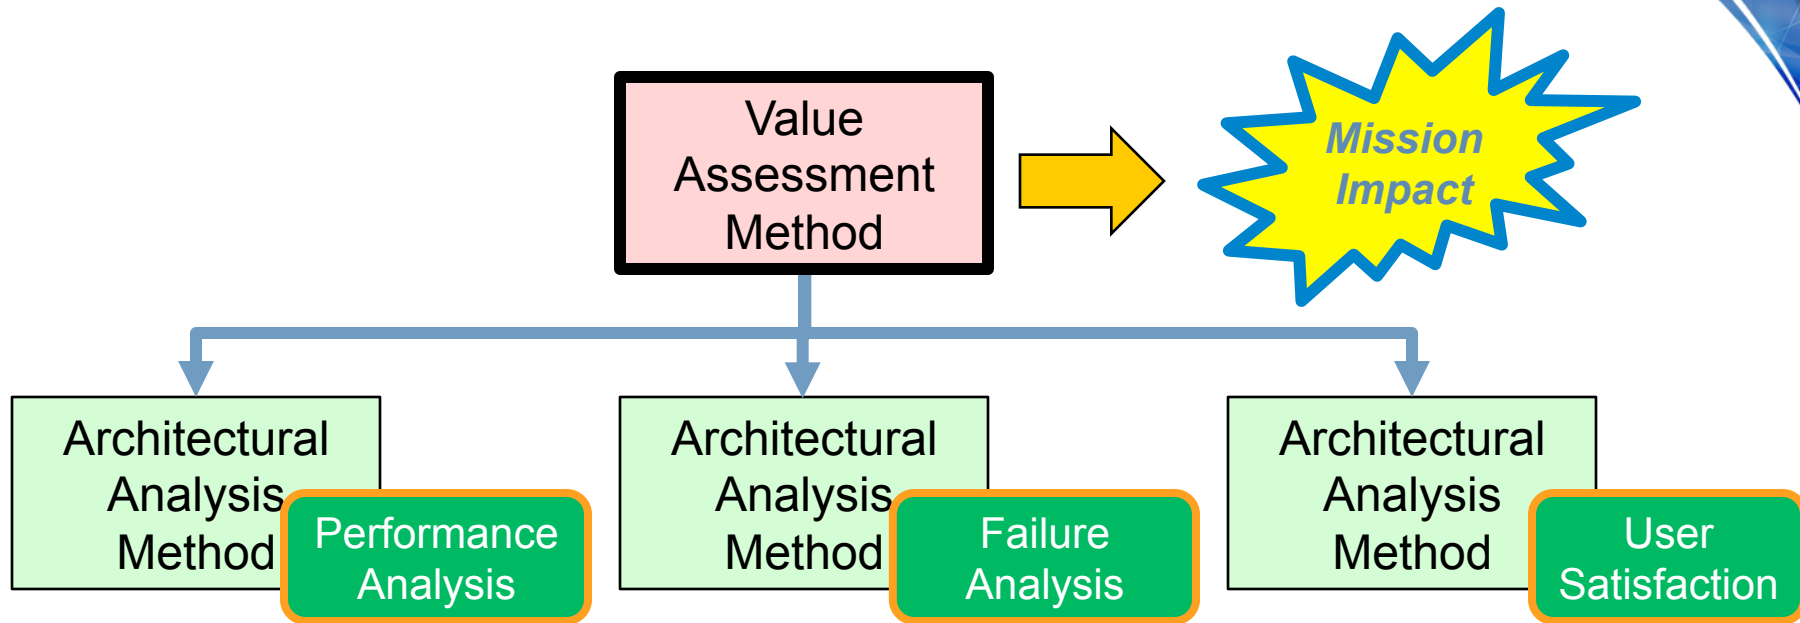 Value
Assessment
Method
Mission
Impact
Architectural
Analysis
Method
Performance
Analysis
Architectural
Analysis
Method
Failure
Analysis
Architectural
Analysis
Method
User
Satisfaction